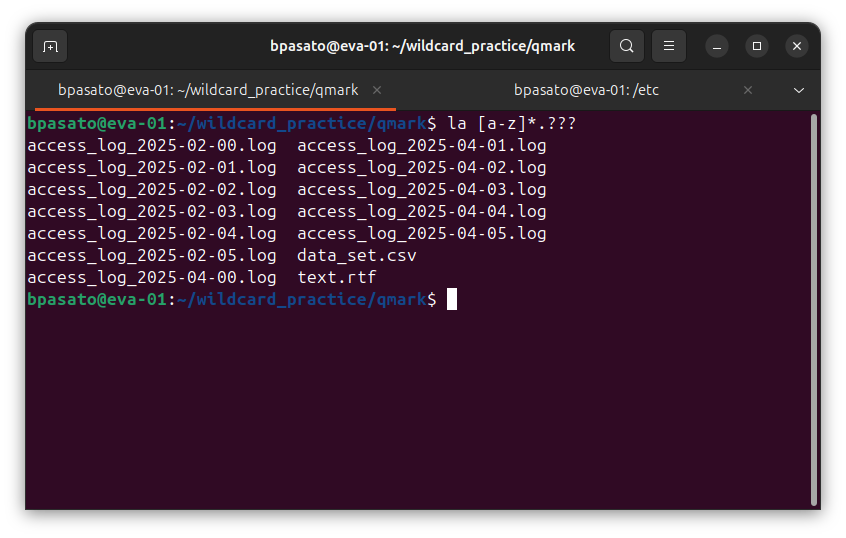 bpasato@eva-01: ~/wildcard_practice/qmark
bpasato@eva-01: ~/wildcard_practice/qmark bpasato@eva-01: /etc
bpasato@eva-01:~/wildcard_practice/qmark$ la [a-z]*.???
access_log_2025-02-00.log access_log_2025-04-01.log
access_log_2025-02-01.log access_log_2025-04-02.log
access_log_2025-02-02.log access_log_2025-04-03.log
access_log_2025-02-03.log access_log_2025-04-04.log
access_log_2025-02-04.log access_log_2025-04-05.log
access_log_2025-02-05.log data_set.csv
access_log_2025-04-00.log text.rtf
bpasato@eva-01:~/wildcard_practice/qmark$